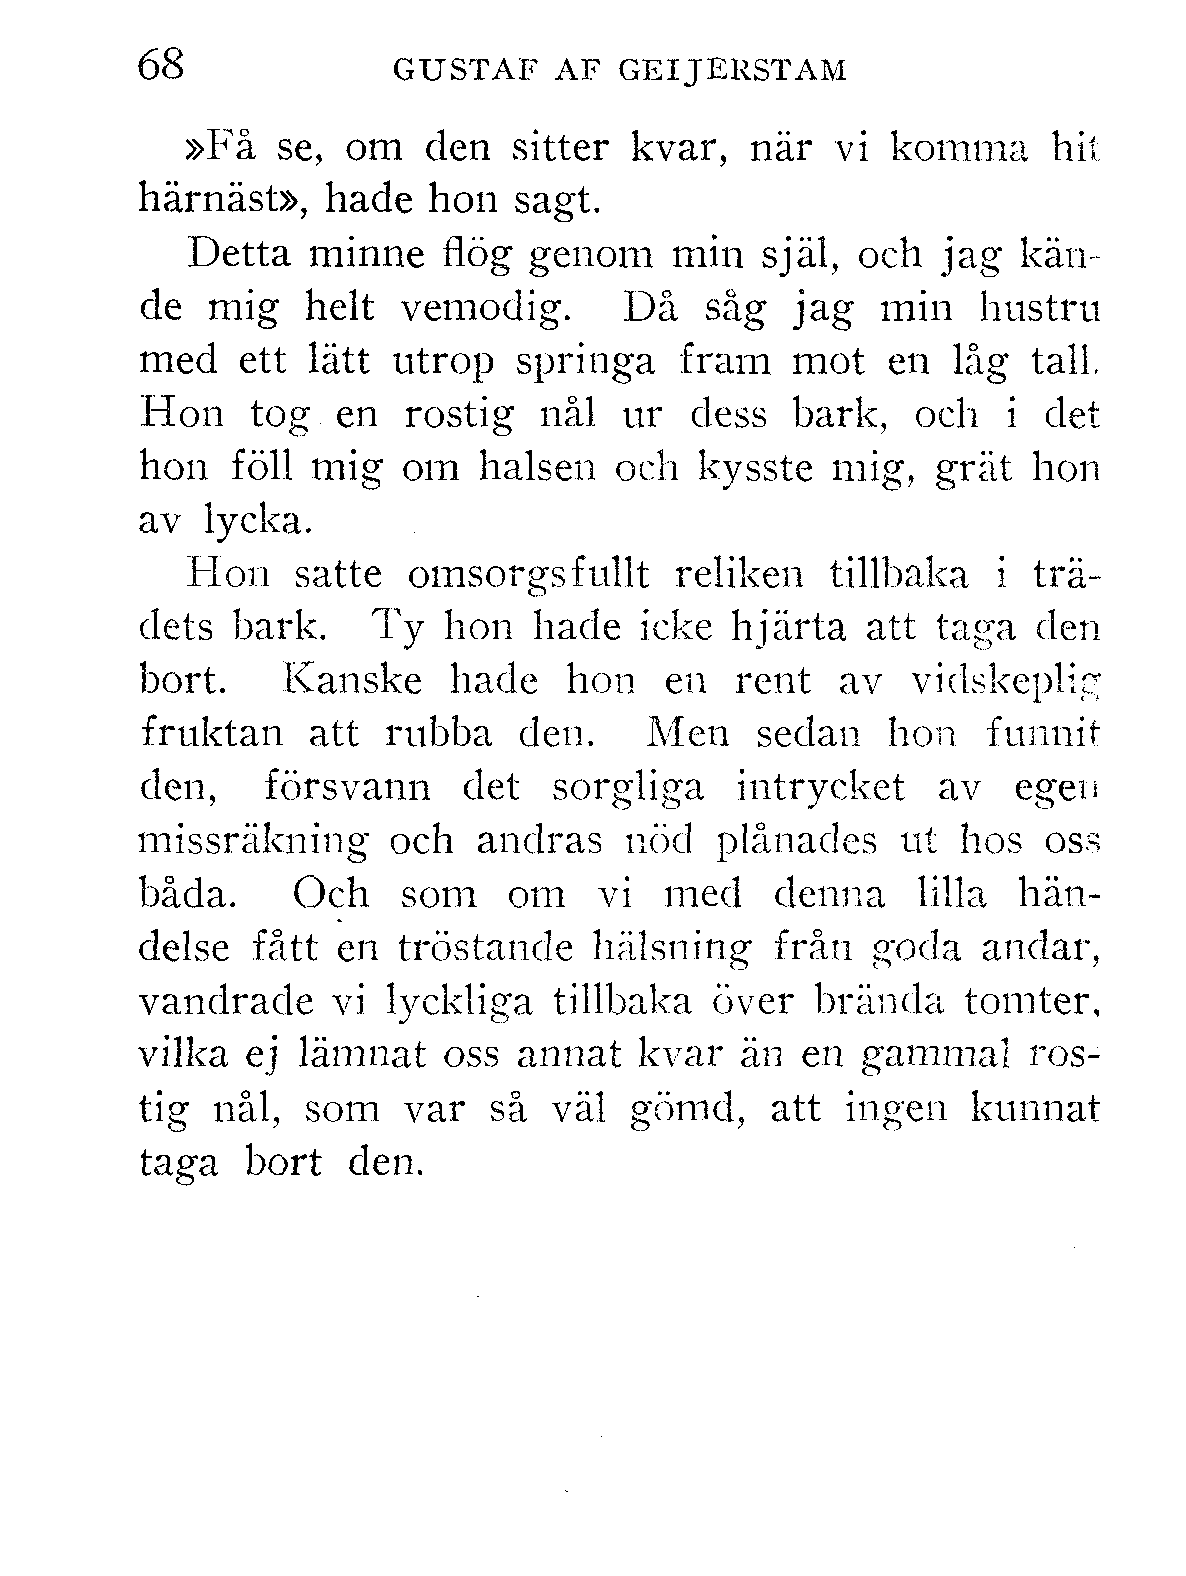 68 GUSTAF AF GEIJERSTAM
»Få se, om den sitter kvar, när vi komma hit
härnäst», hade hon sagt.
Detta minne flög genom min själ, och jag kän-
de mig helt vemodig. Då såg jag min hustru
med ett lätt utrop springa fram mot en låg tall.
Hon tog en rostig nål ur dess bark, och i det
hon föll mig om halsen och kysste mig, grät hon
av lycka.
Hon satte omsorgsfullt reliken tillbaka i trä-
dets bark. Ty hon hade icke hjärta att taga den
bort. Kanske hade hon en rent av vidskeplig
fruktan att rubba den. Men sedan hon funnit
den, försvann det sorgliga intrycket av egen
missräkning och andras nöd plånades ut hos oss
båda. Och som om vi med denna lilla hän-
delse fått en tröstande hälsning från goda andar,
vandrade vi lyckliga tillbaka över brända tomter,
vilka ej lämnat oss annat kvar än en gammal ros-
tig nål, som var så väl gömd, att ingen kunnat
taga bort den.